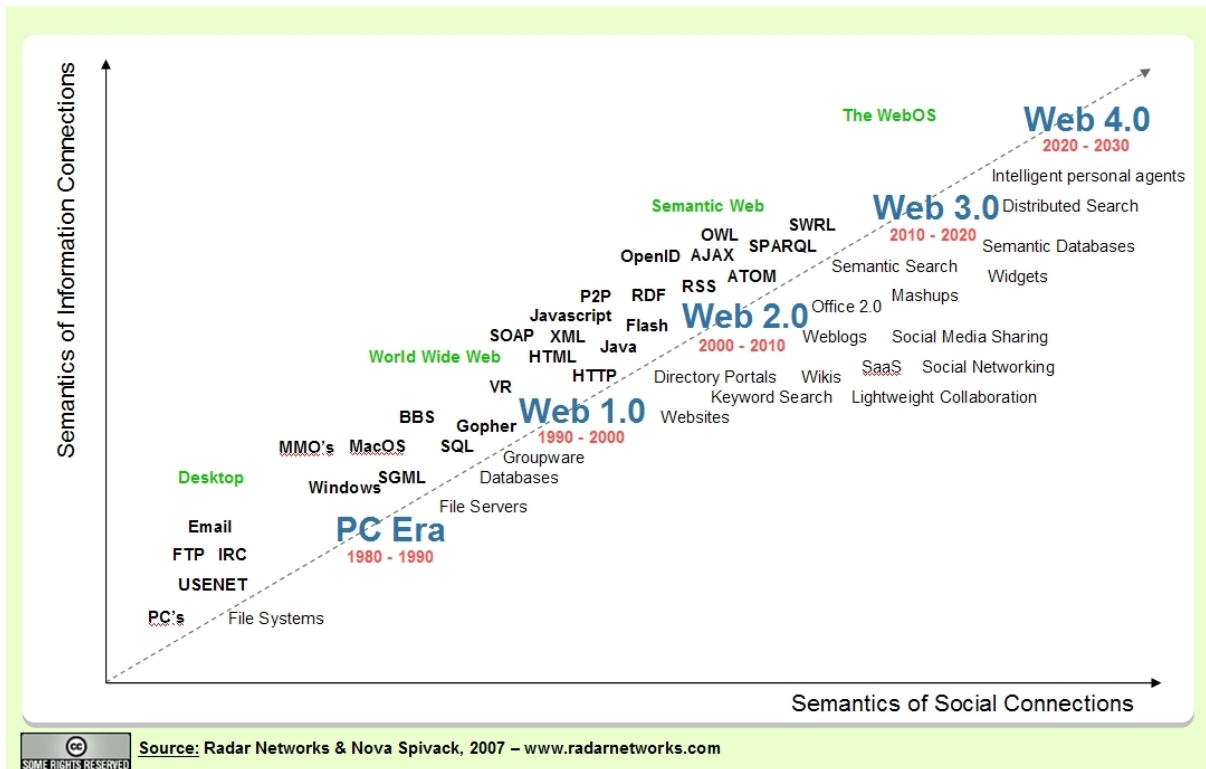 Semantics of Information Connections
The WebOS
Web 4.0
2020 - 2030
Intelligent personal agents
Semantic Web
Web 3.0
Distributed Search
2010 - 2020
SWRL
OWL
SPARQL
Semantic Databases
OpenID
AJAX
Semantic Search
Widgets
ATOM
RSS
P2P
RDF
Mashups
Office 2.0
Javascript
Web 2.0
Flash
SOAP
XML
Weblogs
Social Media Sharing
2000 - 2010
Java
World Wide Web
HTML
SaaS
Social Networking
HTTP
Directory Portals
Wikis
VR
Keyword Search
Lightweight Collaboration
BBS
Web 1.0
Websites
Gopher
1990 - 2000
MMO's
MacOS
SQL
Groupware
Desktop
SGML
Databases
Windows
File Servers
Email
PC Era
FTP
IRC
1980 - 1990
USENET
PC's
File Systems
Semantics of Social Connections
cc
SOME RIGHTS RESERVED
Source: Radar Networks & Nova Spivack, 2007 – www.radarnetworks.com